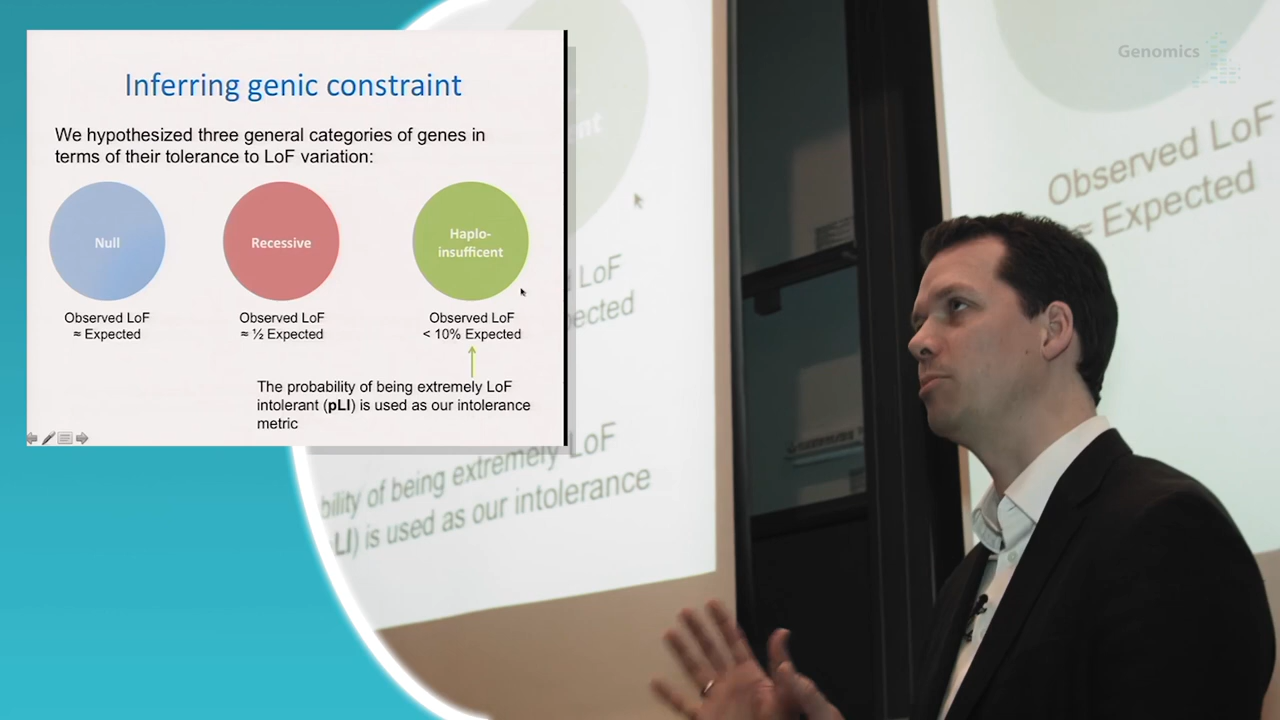 Inferring genic constraint
We hypothesized three general categories of genes in
terms of their tolerance to LoF variation:
Null
Recessive
Haplo-
insufficent
Observed LoF
≈ Expected
Observed LoF
≈ ½ Expected
Observed LoF
< 10% Expected
The probability of being extremely LoF
intolerant (pLI) is used as our intolerance
metric
Genomics
Observed LoF
≈ Expected
LoF
bility of being extremely LoF
LI) is used as our intolerance